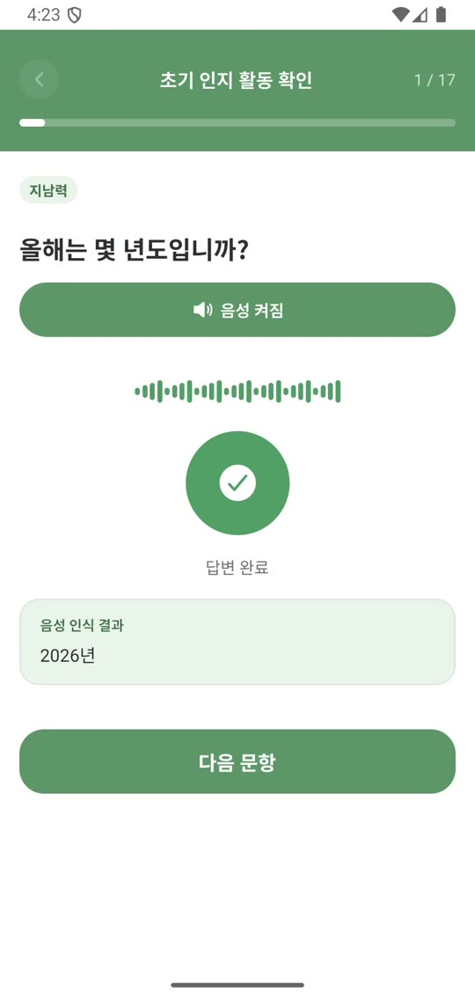 4:23
초기 인지 활동 확인
1 / 17
지남력
올해는 몇 년도입니까?
음성 켜짐
답변 완료
음성 인식 결과
2026년
다음 문항